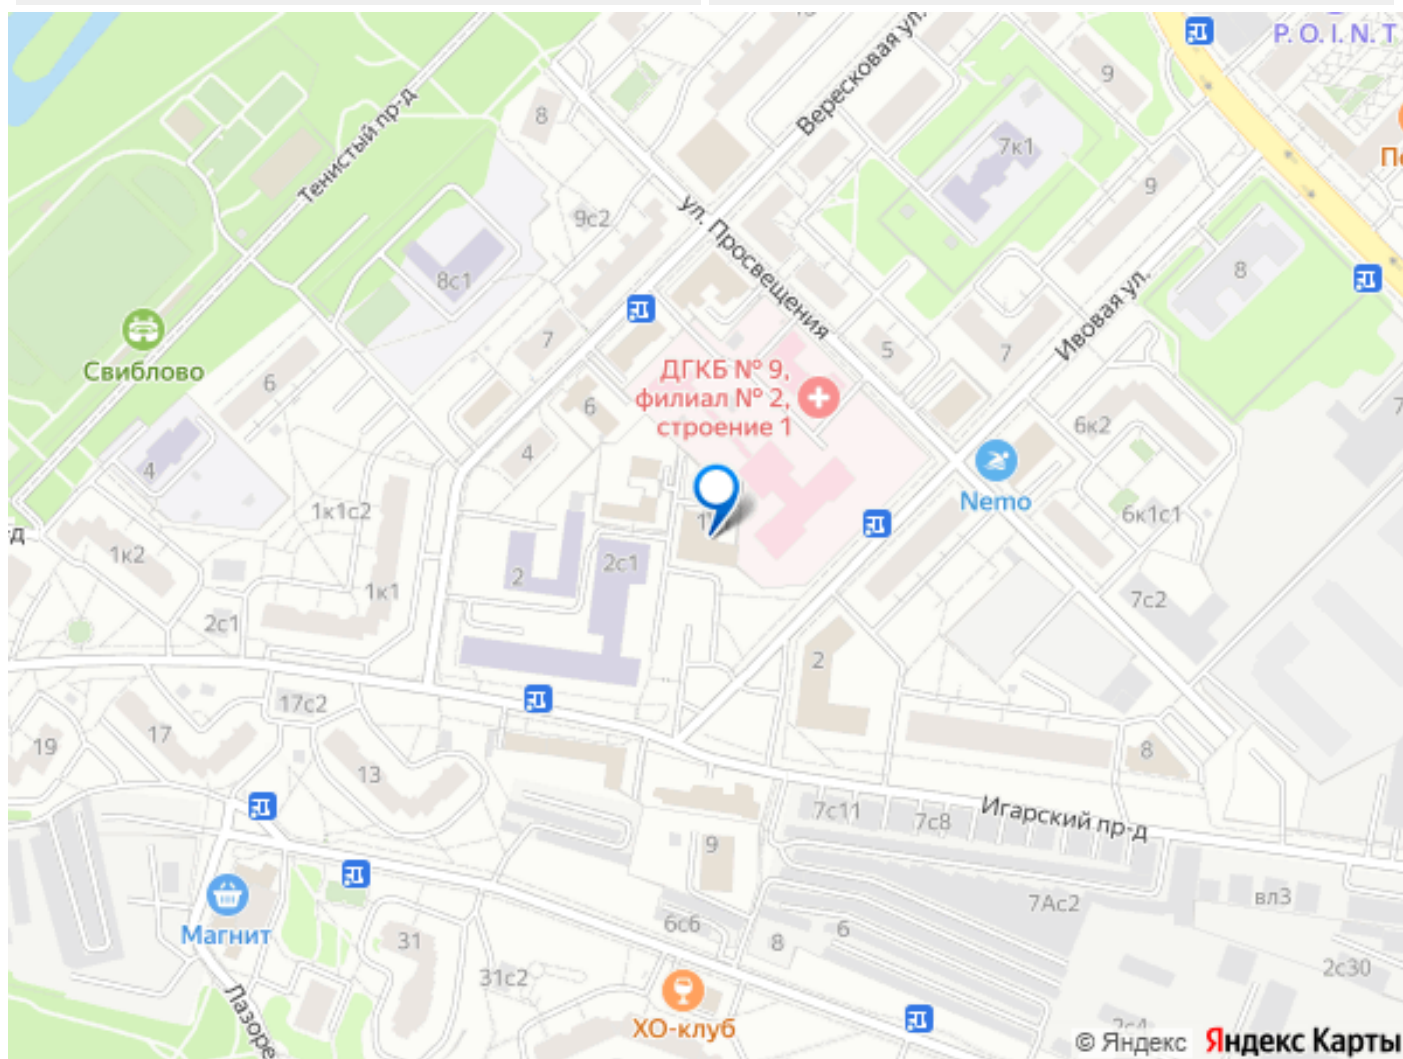 P. O. I. N. T
9
8
Вересковая ул.
7к1
9
Тенистый пр-д
9с2
ул. Просвещения
8
8с1
Ивовая ул.
7
5
7
Свиблово
6
ДГКБ № 9,
филиал № 2,
строение 1
6
4
4
6к2
Nemo
1к1с2
6к1с1
1к2
2с1
2
1к1
7с2
2с1
2
17с2
17
19
13
8
7с11
7с8
Игарский пр-д
9
7Ас2
вл3
Магнит
31
6с6
8
6
31с2
2с30
ХО-клуб
© Яндекс Яндекс Карты